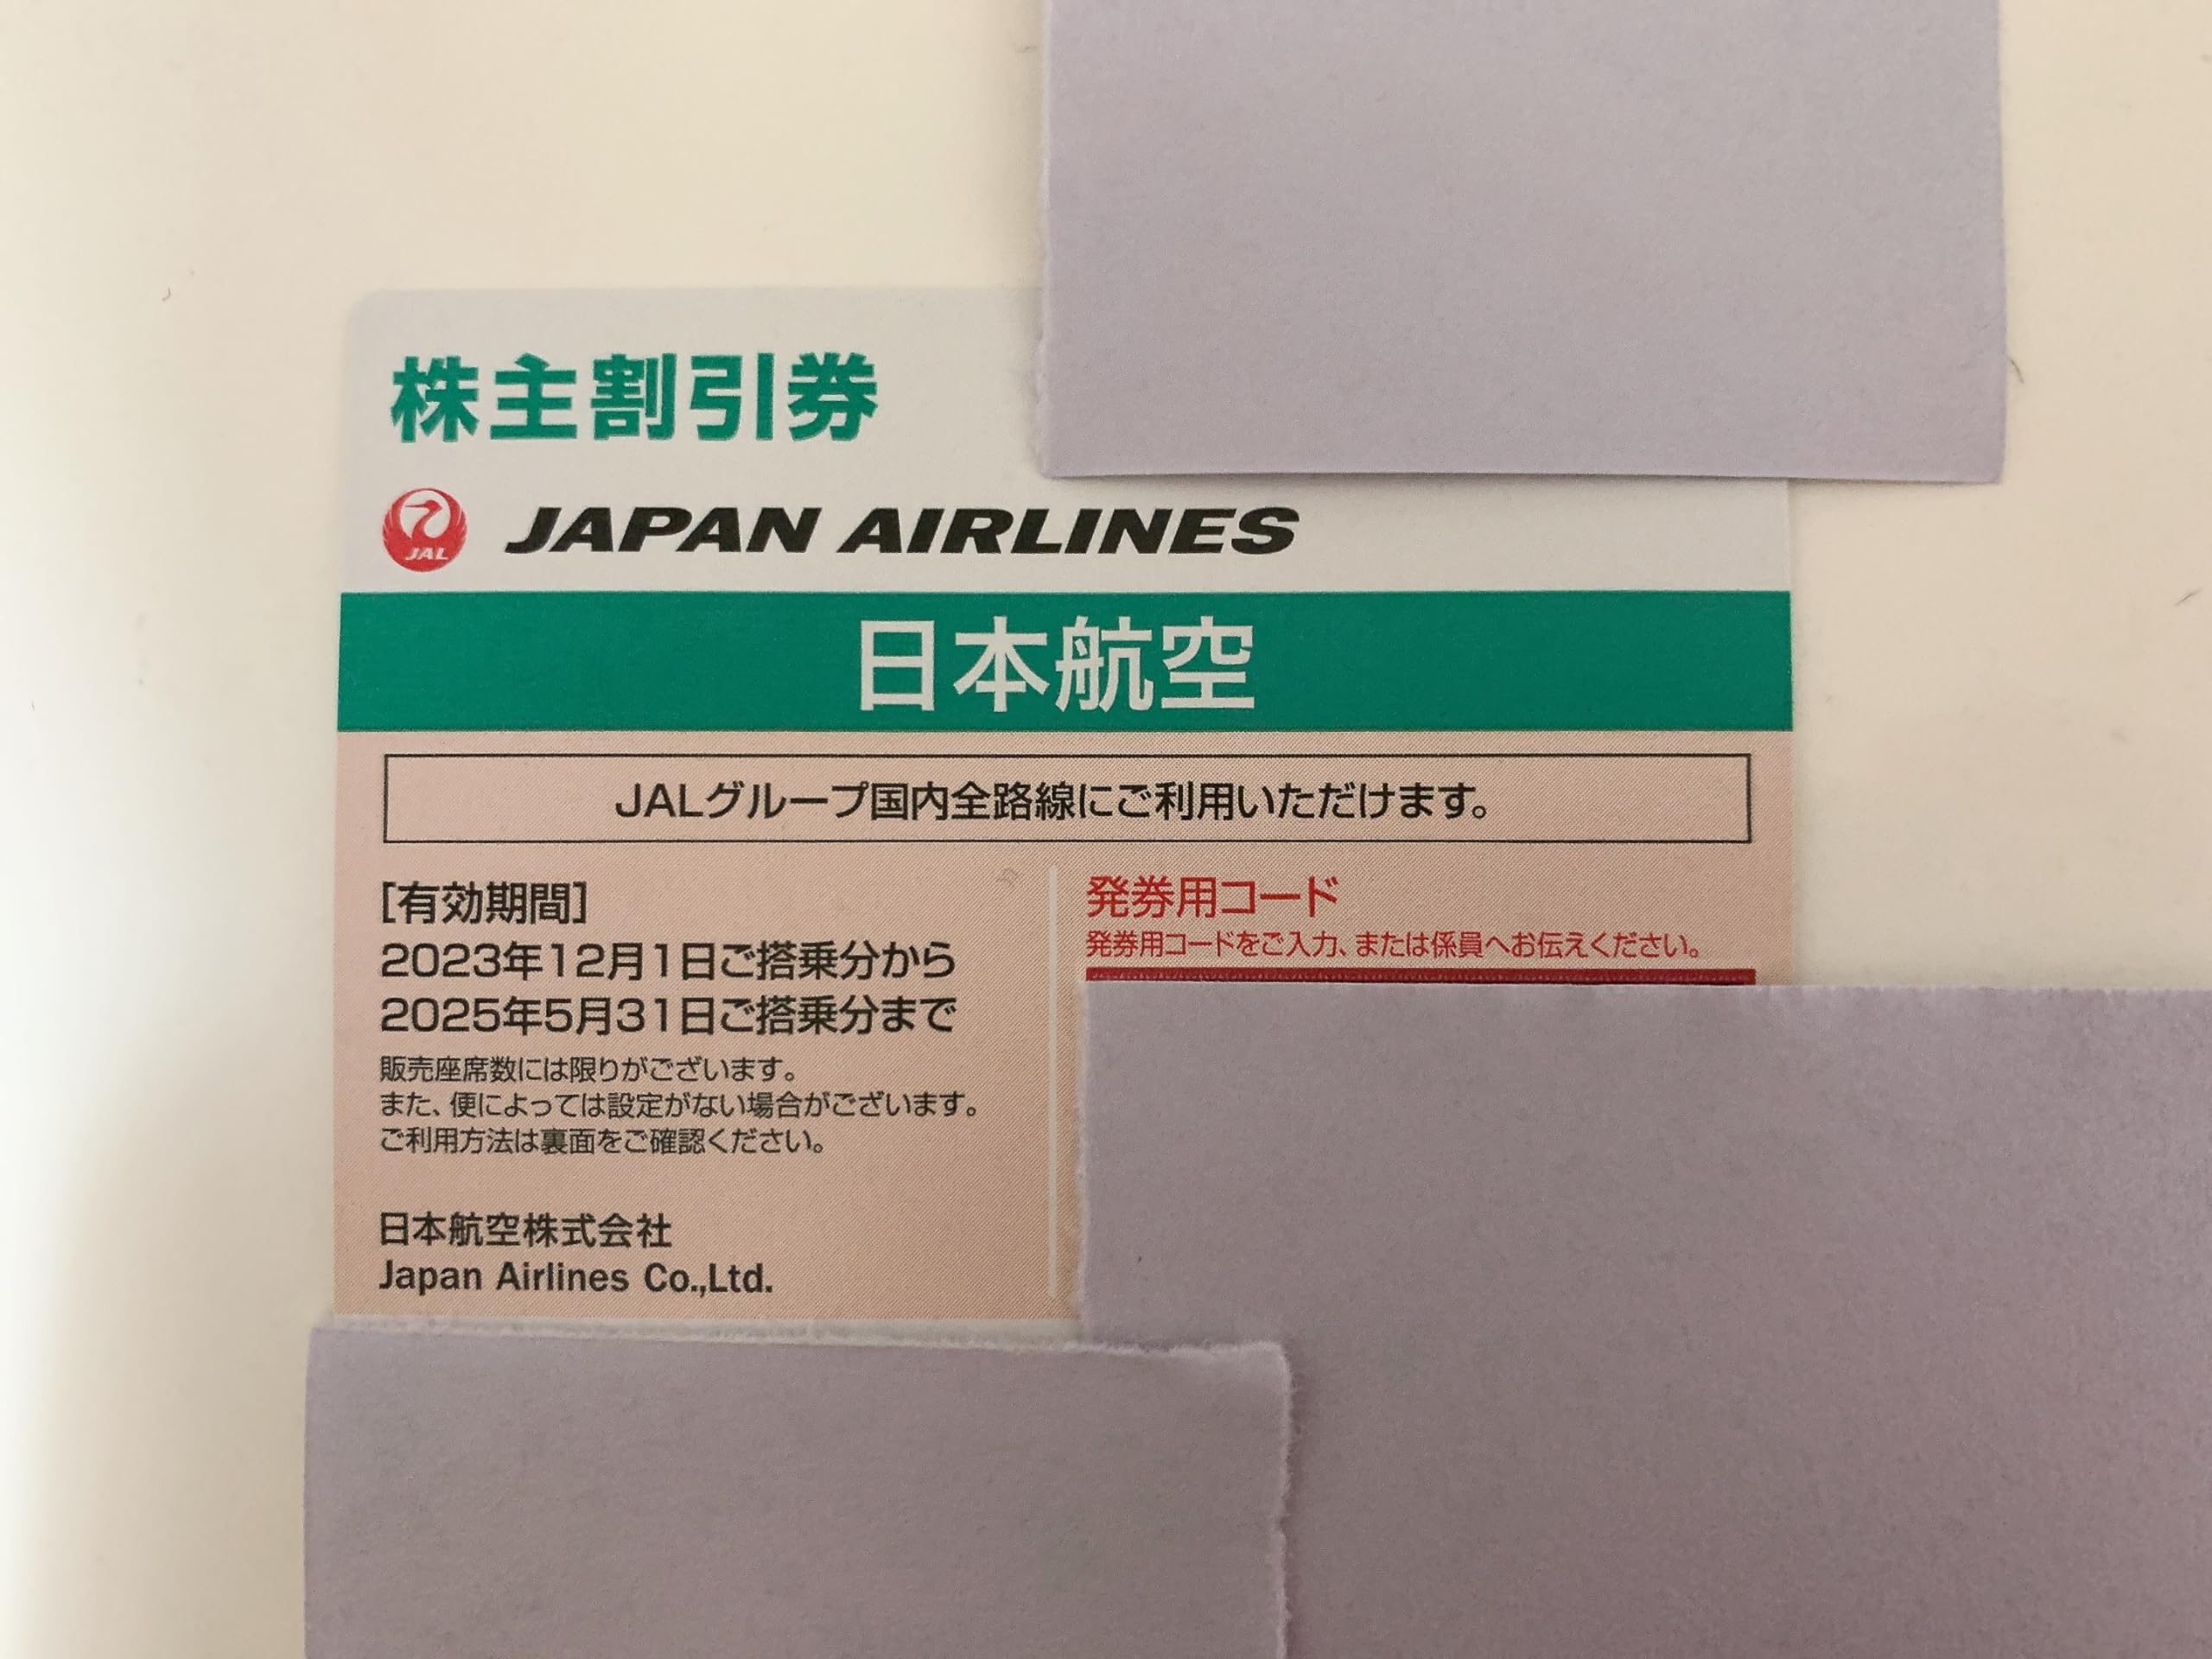 株主割引券
JAL JAPAN AIRLINES
日本航空
JALグループ国内全路線にご利用いただけます。
[有効期間]
2023年12月1日ご搭乗分から
2025年5月31日ご搭乗分まで
販売座席数には限りがございます。
また、便によっては設定がない場合がございます。
ご利用方法は裏面をご確認ください。
日本航空株式会社
Japan Airlines Co.,Ltd.
発券用コード
発券用コードをご入力、または係員へお伝えください。